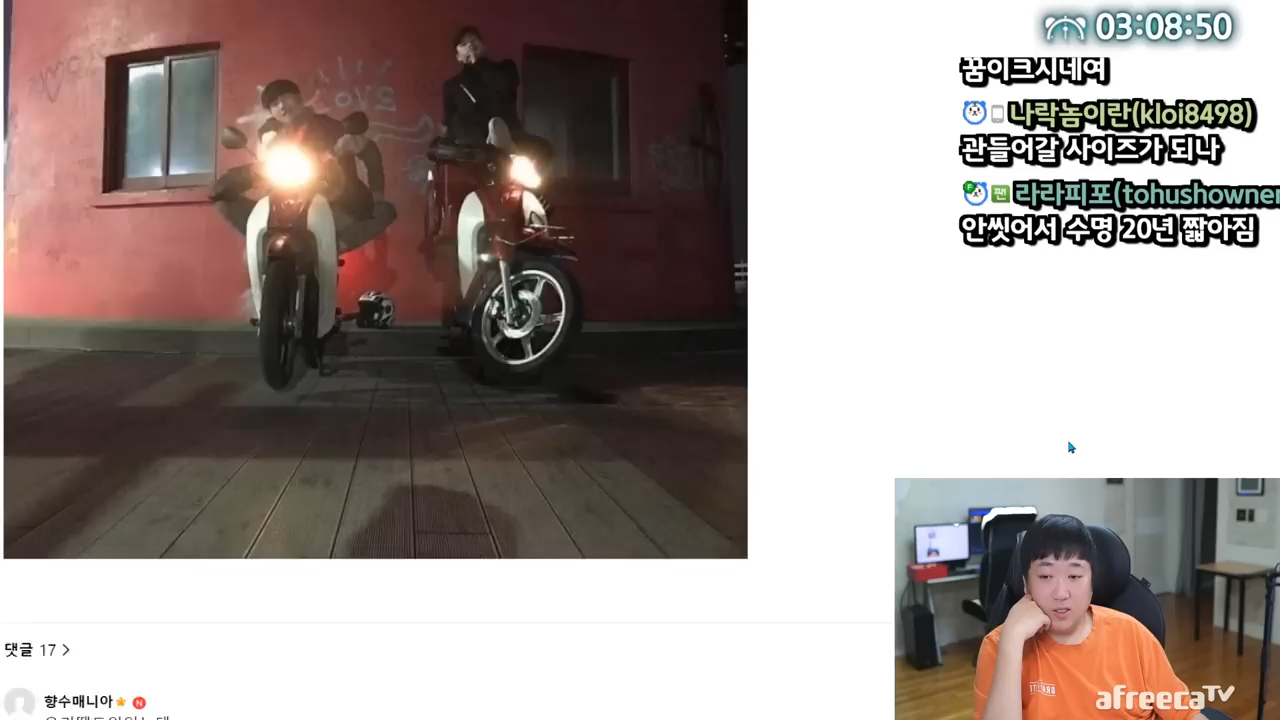 03:08:50
꿈이크시네여
나락놈이란(kloi8498)
관들어갈 사이즈가 되나
팬 라라피포(tohushowner
안씻어서 수명 20년 짧아짐
댓글 17 >
향수매니아 N
afreecaTV